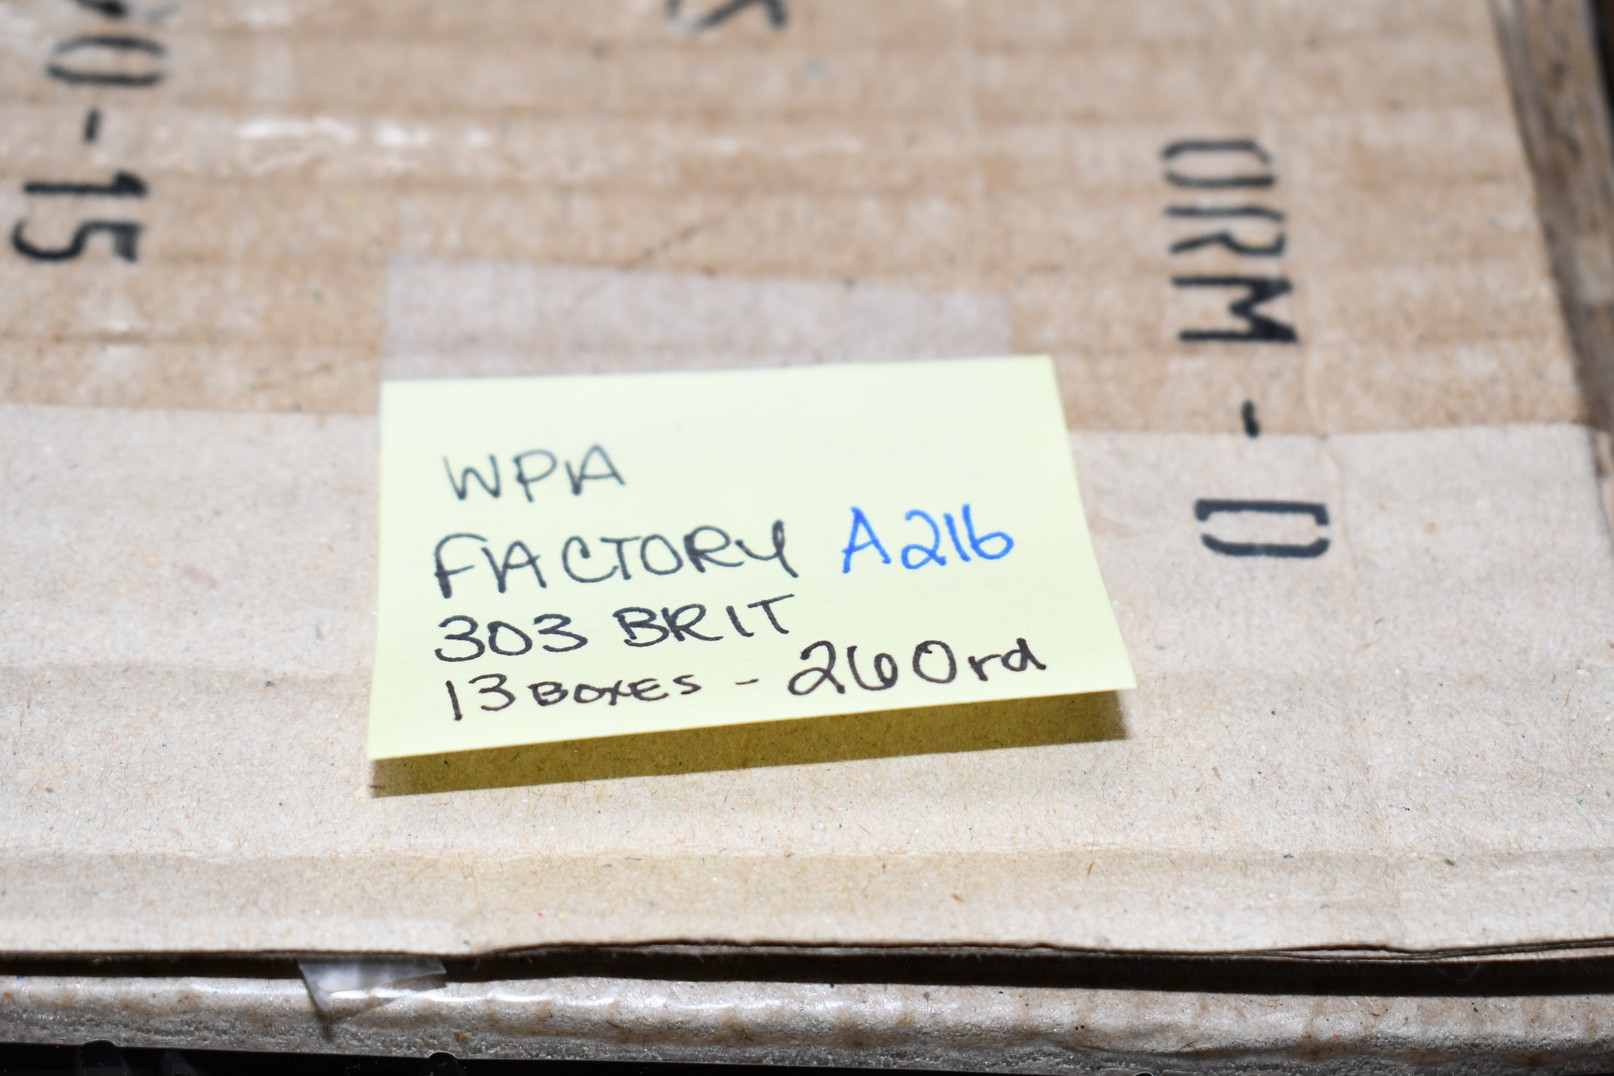 WPA
FACTORY A216
303 BRIT
13 BOXES - 260rd
ORM-D
0-15
S